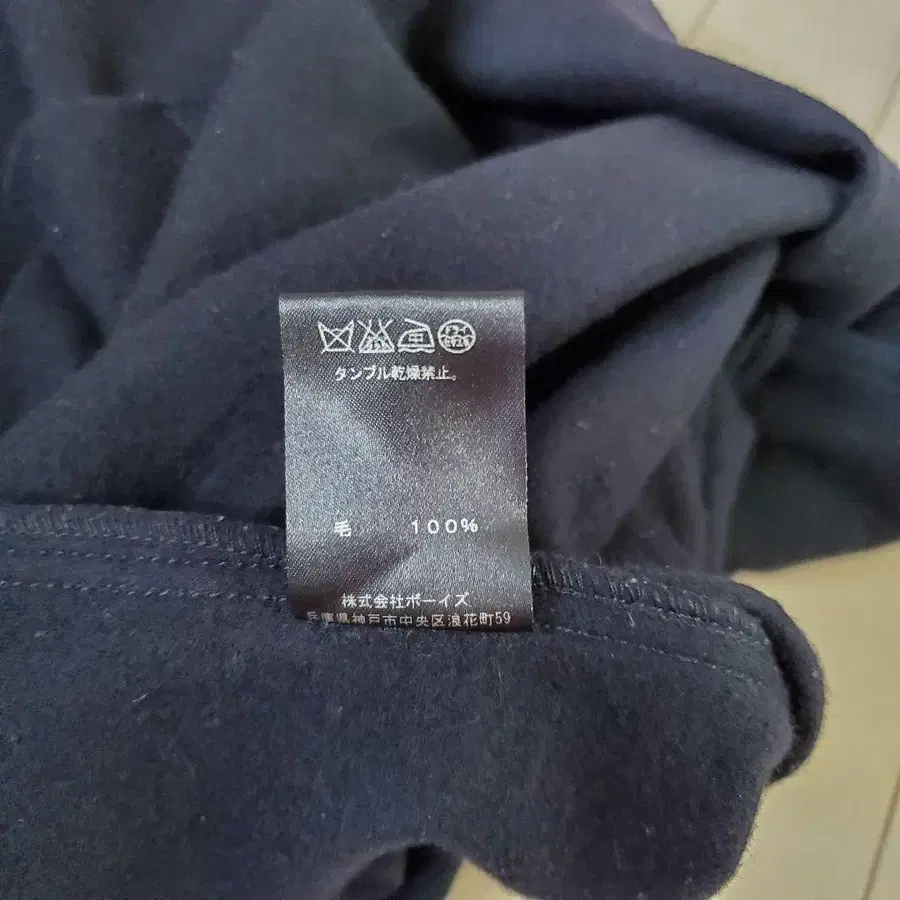 タンブル乾燥禁止。
毛 100%
株式会社ボーイズ
兵庫県神戸市中央区浪花町59